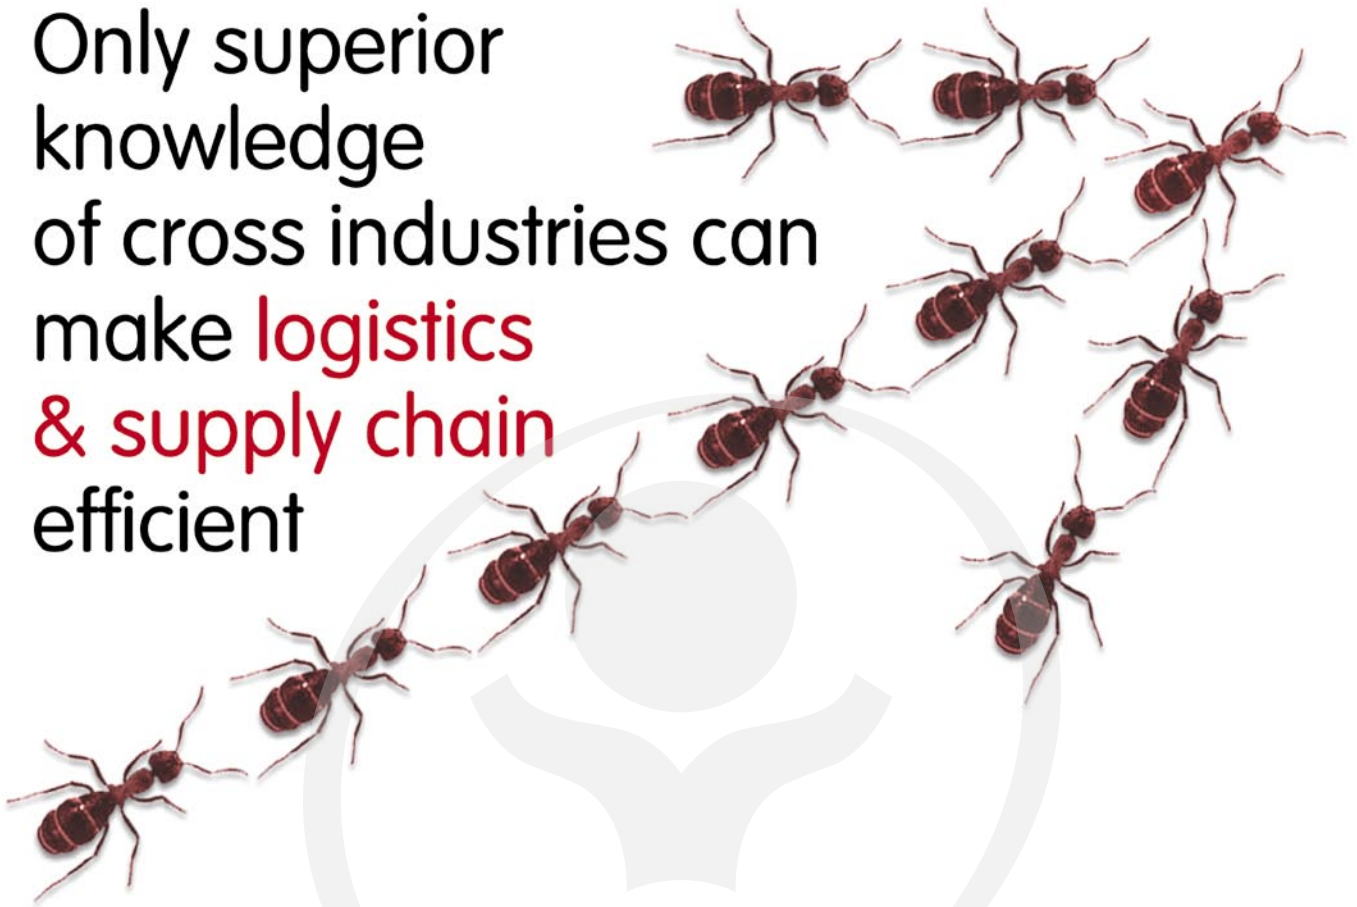 Only superior
knowledge
of cross industries can
make logistics
& supply chain
efficient